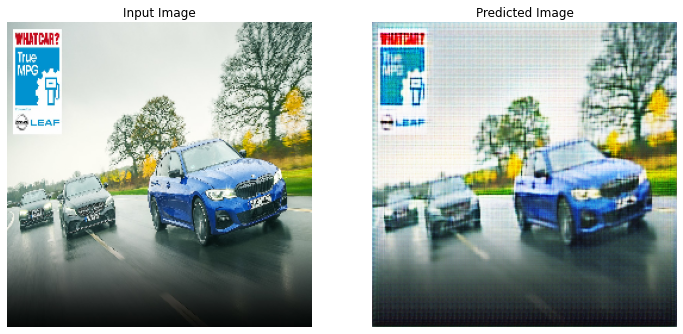 Input Image
Predicted Image
WHATCAR?
True
MPG
LEAF
WHATCAR?
True
MPG
LEAF